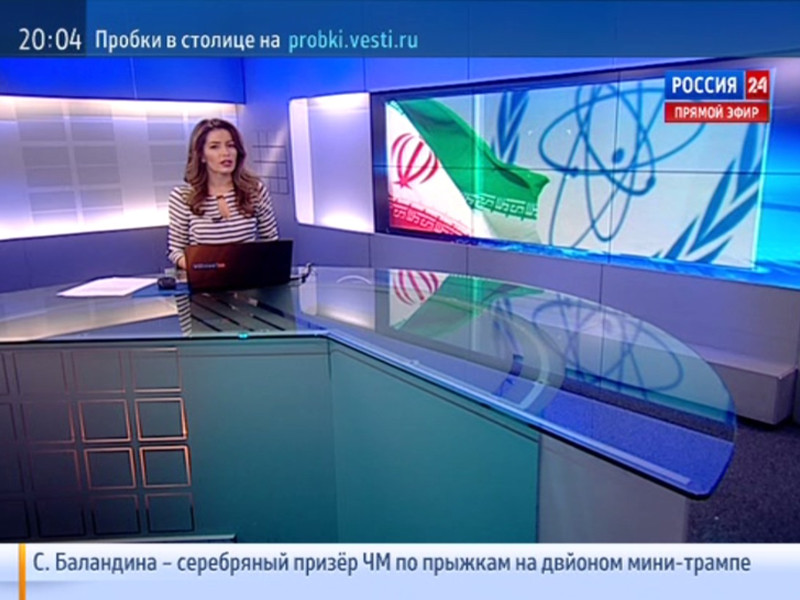 20:04 Пробки в столице на probki.vesti.ru
РОССИЯ 24
ПРЯМОЙ ЭФИР
С. Баландина – серебряный призёр ЧМ по прыжкам на двйоном мини-трампе